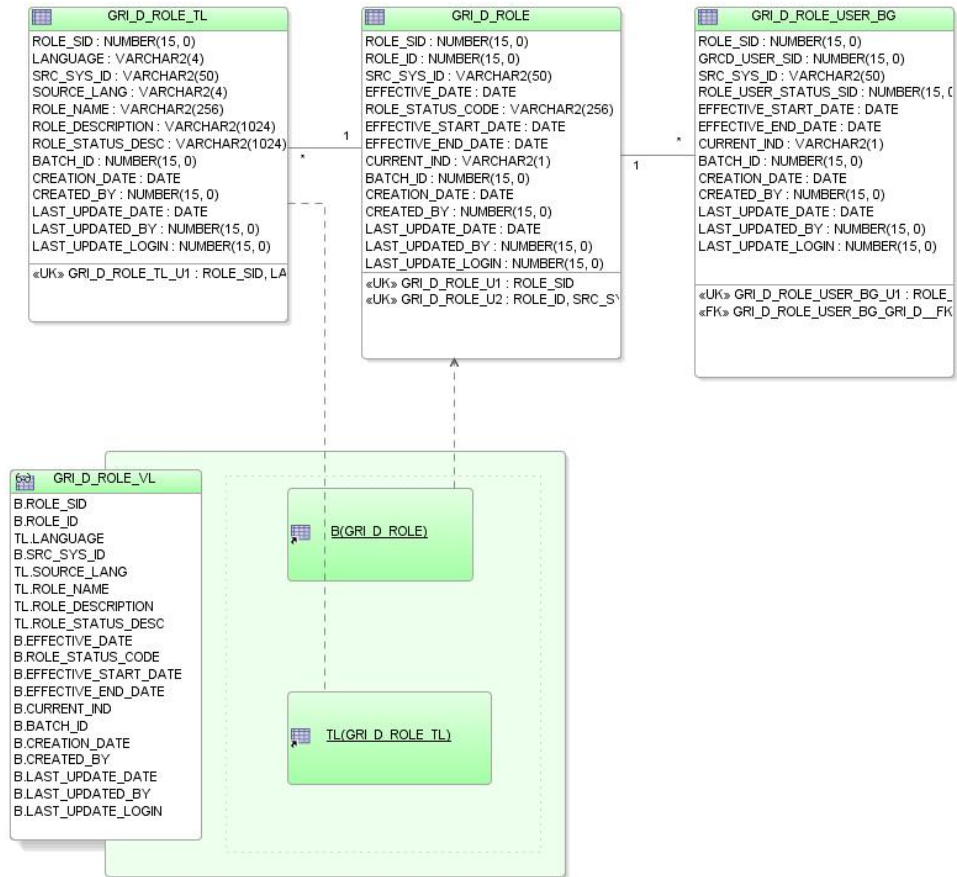 GRI_D_ROLE_TL
ROLE_SID : NUMBER(15, 0)
LANGUAGE : VARCHAR2(4)
SRC_SYS_ID : VARCHAR2(50)
SOURCE_LANG : VARCHAR2(4)
ROLE_NAME : VARCHAR2(256)
ROLE_DESCRIPTION : VARCHAR2(1024)
ROLE_STATUS_DESC : VARCHAR2(1024)
BATCH_ID : NUMBER(15, 0)
CREATION_DATE : DATE
CREATED_BY : NUMBER(15, 0)
LAST_UPDATE_DATE : DATE
LAST_UPDATED_BY : NUMBER(15, 0)
LAST_UPDATE_LOGIN : NUMBER(15, 0)
«UK» GRI_D_ROLE_TL_U1 : ROLE_SID, LA
1
*
GRI_D_ROLE
ROLE_SID : NUMBER(15, 0)
ROLE_ID : NUMBER(15, 0)
SRC_SYS_ID : VARCHAR2(50)
EFFECTIVE_DATE : DATE
ROLE_STATUS_CODE : VARCHAR2(256)
EFFECTIVE_START_DATE : DATE
EFFECTIVE_END_DATE : DATE
CURRENT_IND : VARCHAR2(1)
BATCH_ID : NUMBER(15, 0)
CREATION_DATE : DATE
CREATED_BY : NUMBER(15, 0)
LAST_UPDATE_DATE : DATE
LAST_UPDATED_BY : NUMBER(15, 0)
LAST_UPDATE_LOGIN : NUMBER(15, 0)
«UK» GRI_D_ROLE_U1 : ROLE_SID
«UK» GRI_D_ROLE_U2 : ROLE_ID, SRC_SY
*
1
GRI_D_ROLE_USER_BG
ROLE_SID : NUMBER(15, 0)
GRCD_USER_SID : NUMBER(15, 0)
SRC_SYS_ID : VARCHAR2(50)
ROLE_USER_STATUS_SID : NUMBER(15, 0
EFFECTIVE_START_DATE : DATE
EFFECTIVE_END_DATE : DATE
CURRENT_IND : VARCHAR2(1)
BATCH_ID : NUMBER(15, 0)
CREATION_DATE : DATE
CREATED_BY : NUMBER(15, 0)
LAST_UPDATE_DATE : DATE
LAST_UPDATED_BY : NUMBER(15, 0)
LAST_UPDATE_LOGIN : NUMBER(15, 0)
«UK» GRI_D_ROLE_USER_BG_U1 : ROLE_
«FK» GRI_D_ROLE_USER_BG_GRI_D__FK
GRI_D_ROLE_VL
B.ROLE_SID
B.ROLE_ID
TL.LANGUAGE
B.SRC_SYS_ID
TL.SOURCE_LANG
TL.ROLE_NAME
TL.ROLE_DESCRIPTION
TL.ROLE_STATUS_DESC
B.EFFECTIVE_DATE
B.ROLE_STATUS_CODE
B.EFFECTIVE_START_DATE
B.EFFECTIVE_END_DATE
B.CURRENT_IND
B.BATCH_ID
B.CREATION_DATE
B.CREATED_BY
B.LAST_UPDATE_DATE
B.LAST_UPDATED_BY
B.LAST_UPDATE_LOGIN
B(GRI_D_ROLE)
TL(GRI_D_ROLE_TL)